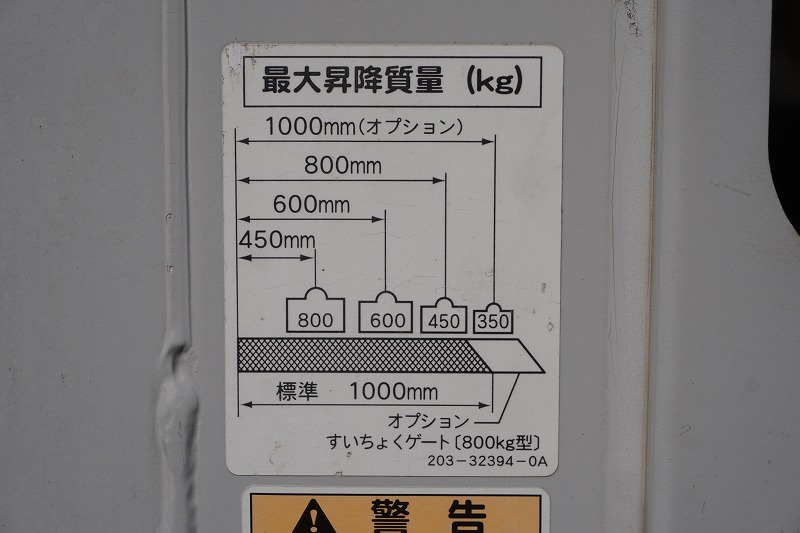 最大昇降質量 (kg)
1000mm(オプション)
800mm
600mm
450mm
800 600 450 350
標準 1000mm
オプション
すいちょくゲート〔800kg型〕
203-32394-0A
警告